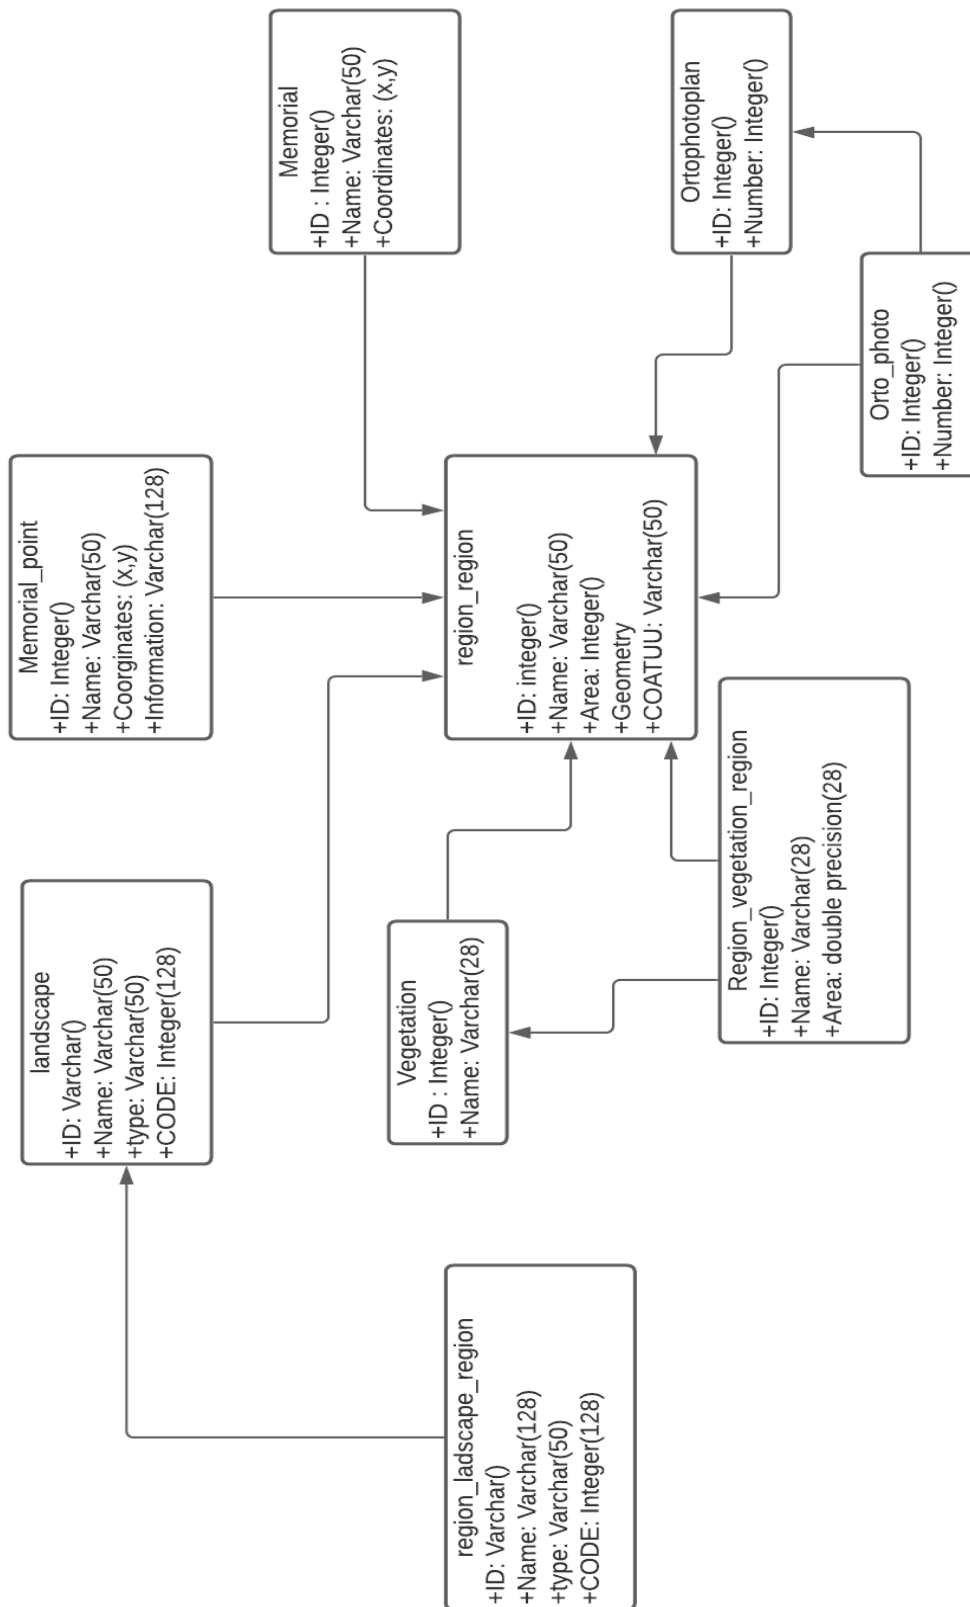 region_ladscape_region
+ID: Varchar()
+Name: Varchar(128)
+type: Varchar(50)
+CODE: Integer(128)
landscape
+ID: Varchar()
+Name: Varchar(50)
+type: Varchar(50)
+CODE: Integer(128)
Memorial_point
+ID: Integer()
+Name: Varchar(50)
+Coorginates: (x,y)
+Information: Varchar(128)
Memorial
+ID : Integer()
+Name: Varchar(50)
+Coordinates: (x,y)
Vegetation
+ID : Integer()
+Name: Varchar(28)
region_region
+ID: integer()
+Name: Varchar(50)
+Area: Integer()
+Geometry
+COATUU: Varchar(50)
Ortophotoplan
+ID: Integer()
+Number: Integer()
Region_vegetation_region
+ID: Integer()
+Name: Varchar(28)
+Area: double precision(28)
Orto_photo
+ID: Integer()
+Number: Integer()